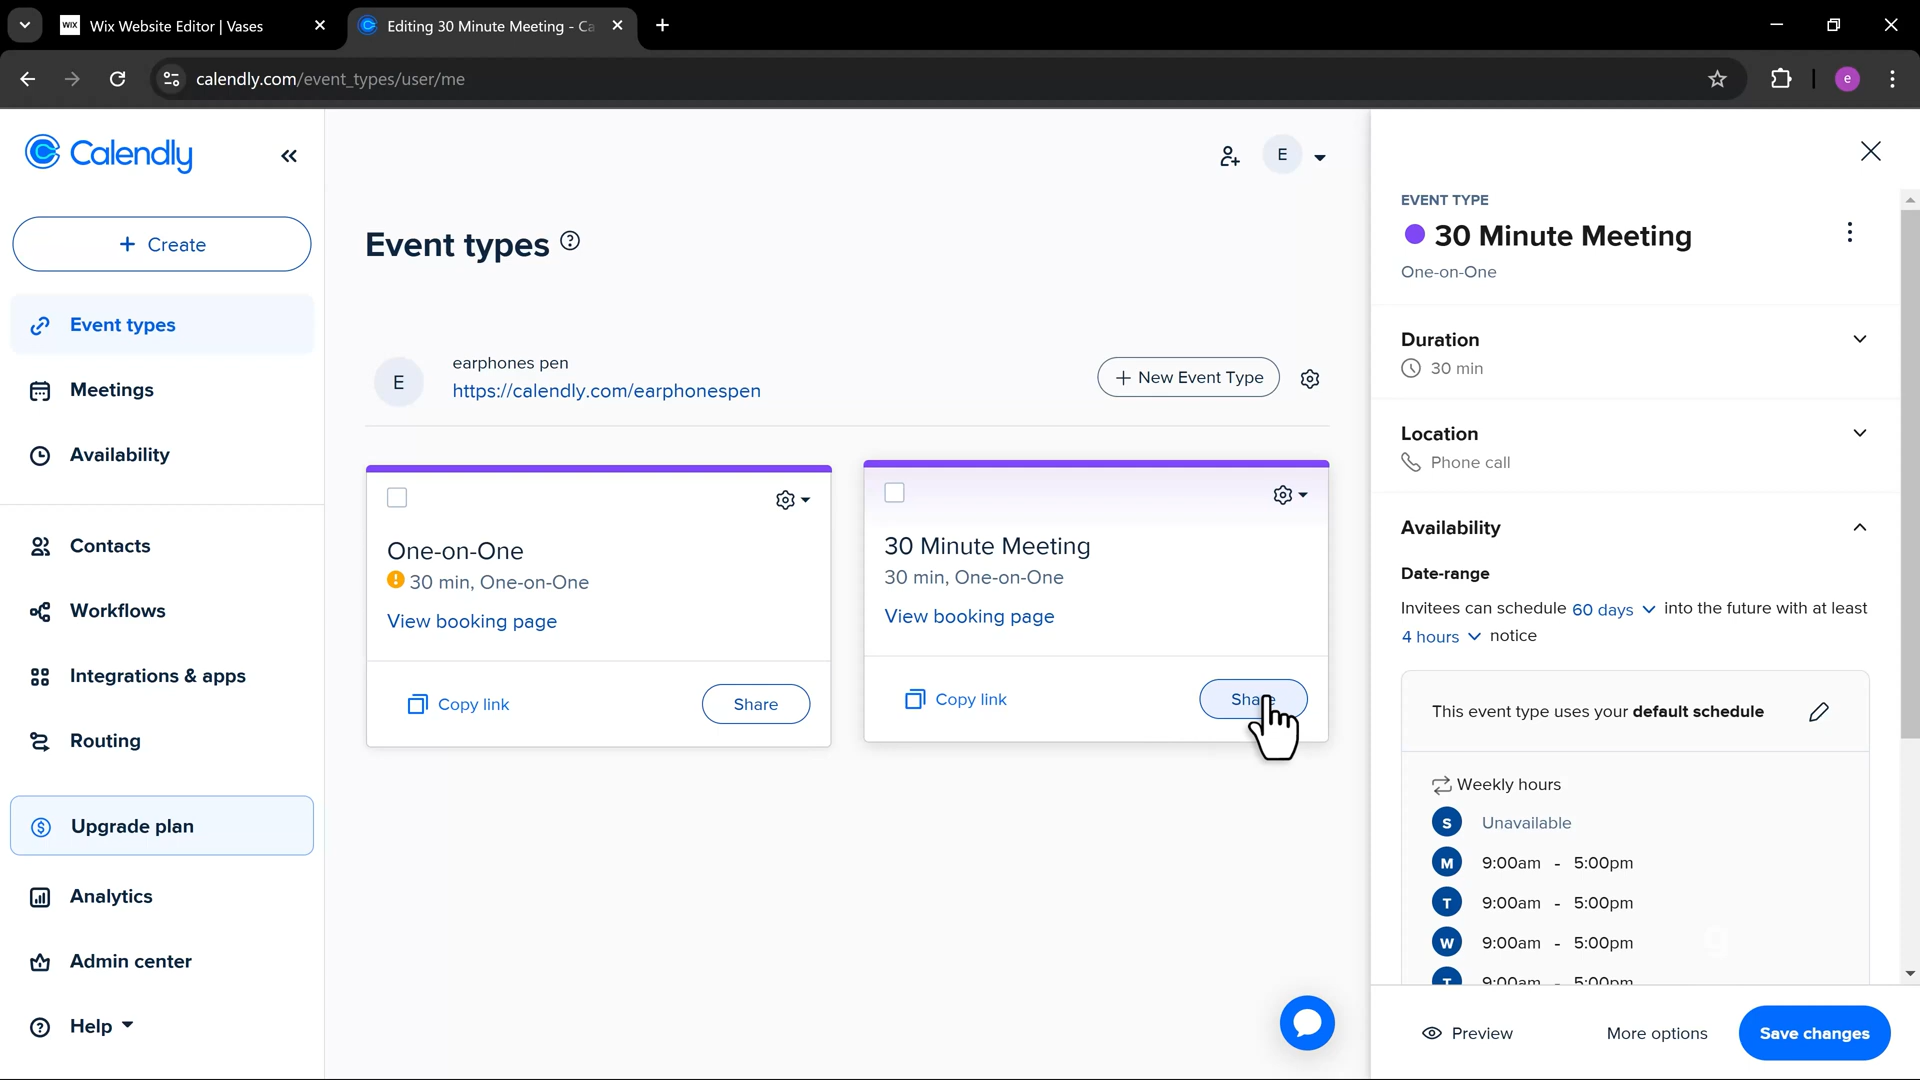 WIX Wix Website Editor | Vases
Editing 30 Minute Meeting - Ca
calendly.com/event_types/user/me
e
Calendly
+ Create
Event types
Meetings
Availability
Contacts
Workflows
Integrations & apps
Routing
Upgrade plan
Analytics
Admin center
Help
E
Event types
E
earphones pen
https://calendly.com/earphonespen
+ New Event Type
One-on-One
30 min, One-on-One
View booking page
Copy link
Share
30 Minute Meeting
30 min, One-on-One
View booking page
Copy link
Share
EVENT TYPE
30 Minute Meeting
One-on-One
Duration
30 min
Location
Phone call
Availability
Date-range
Invitees can schedule 60 days into the future with at least
4 hours notice
This event type uses your default schedule
Weekly hours
S Unavailable
M 9:00am - 5:00pm
T 9:00am - 5:00pm
W 9:00am - 5:00pm
T 9:00am - 5:00pm
Preview
More options
Save changes